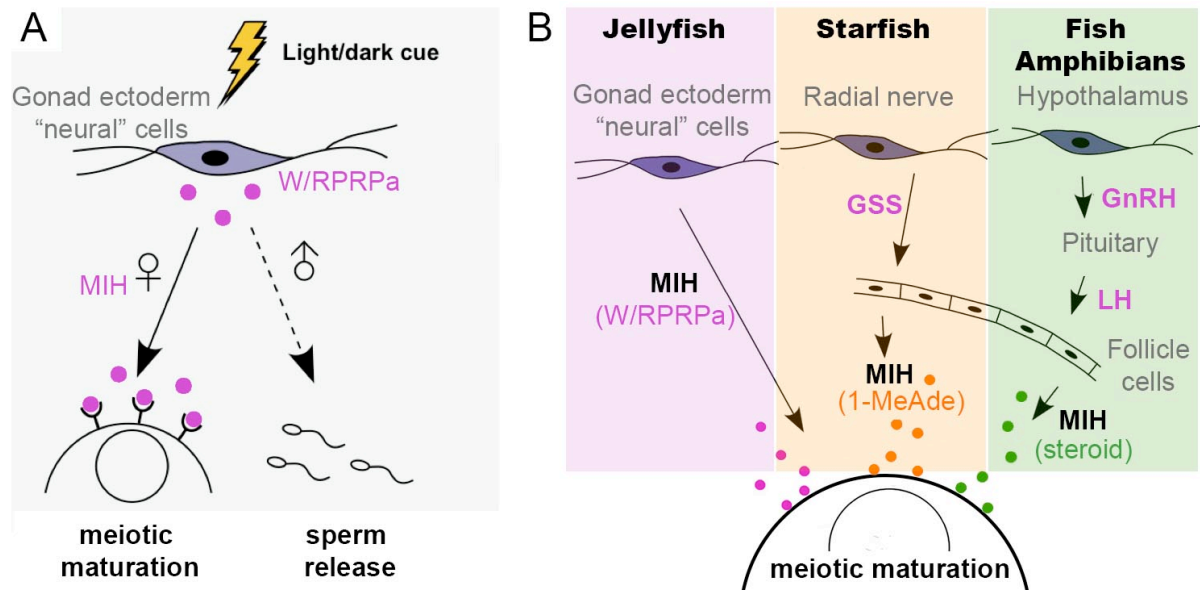 A
Light/dark cue
Gonad ectoderm
“neural” cells
W/RPRPa
MIH ♀
♂
meiotic
maturation
sperm
release
B
Jellyfish
Gonad ectoderm
“neural” cells
MIH
(W/RPRPa)
Starfish
Radial nerve
GSS
MIH
(1-MeAde)
Fish
Amphibians
Hypothalamus
GnRH
Pituitary
LH
Follicle
cells
MIH
(steroid)
meiotic maturation